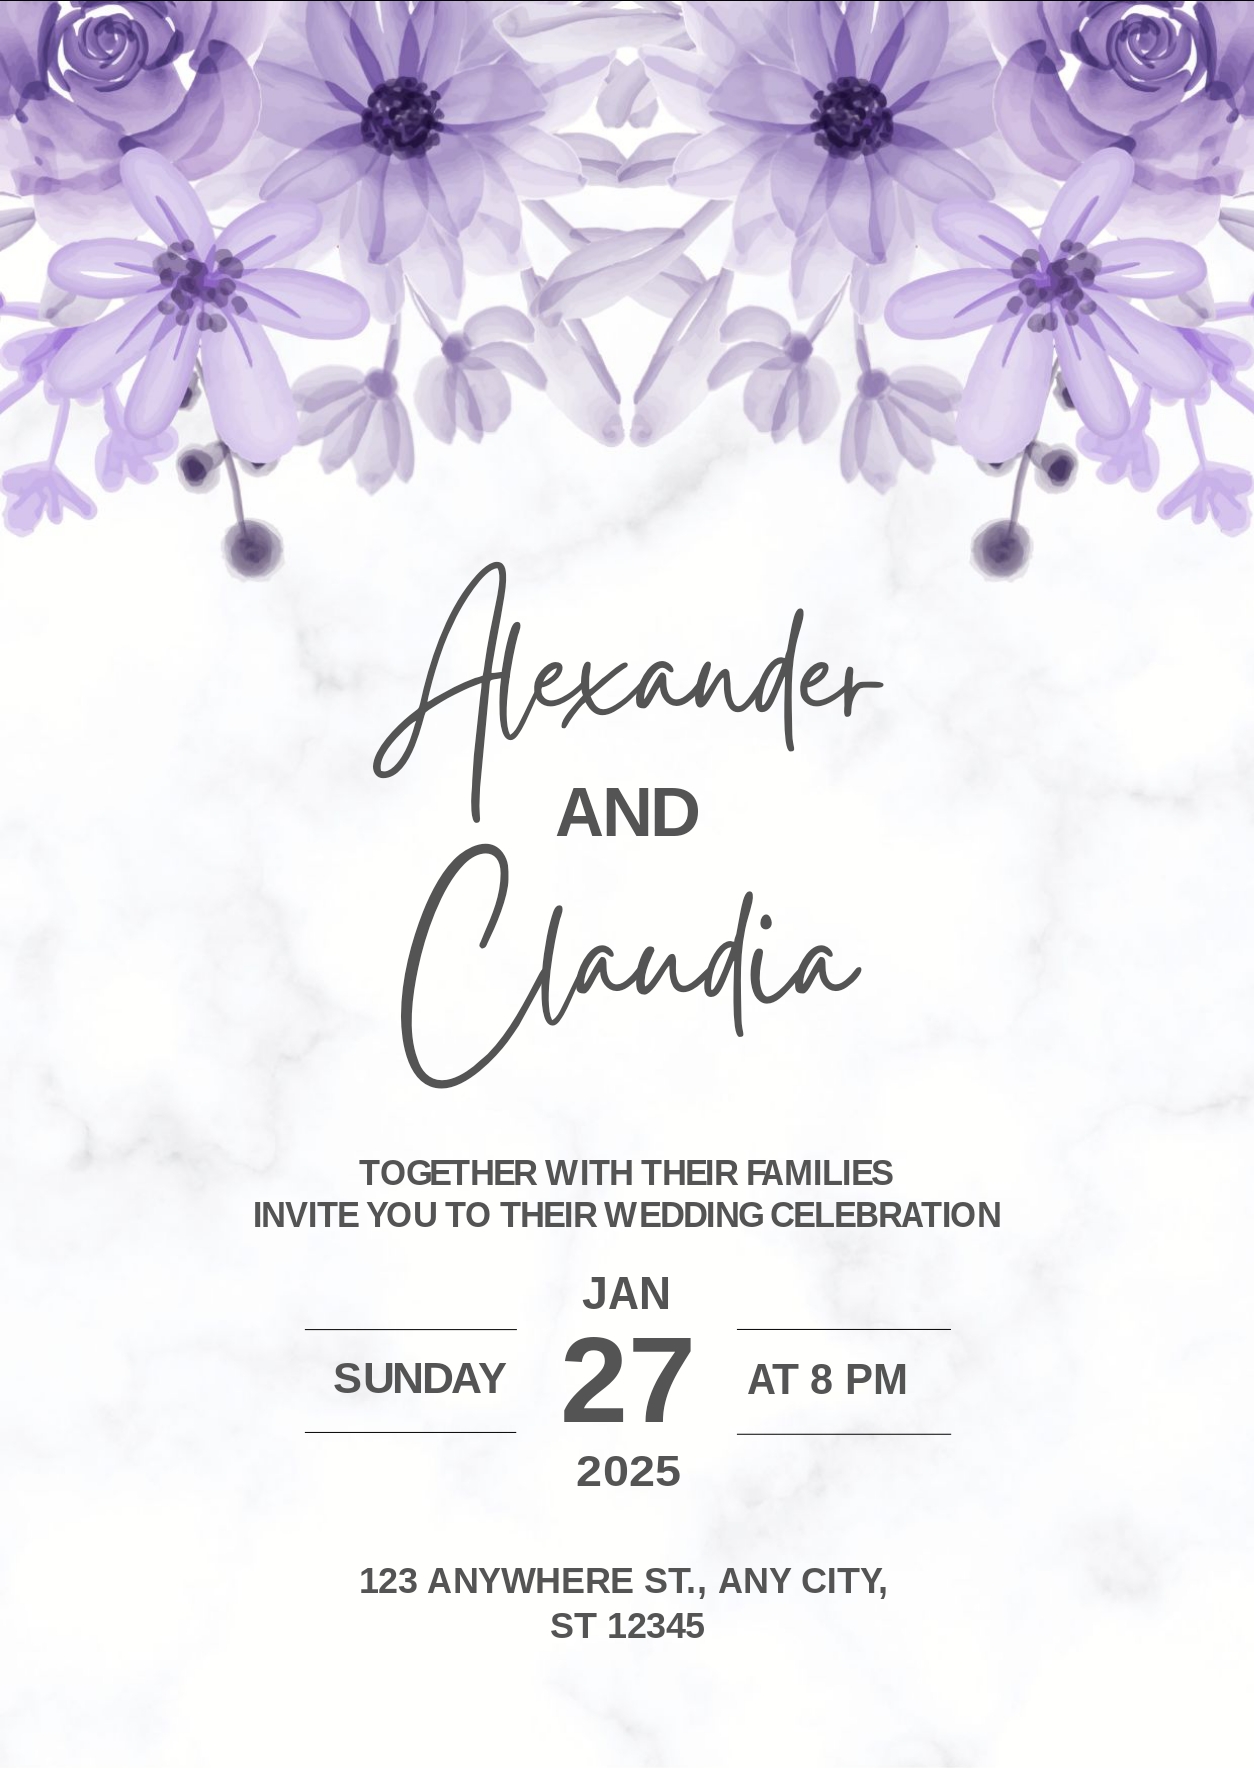 Alexander
AND
Claudia
TOGETHER WITH THEIR FAMILIES
INVITE YOU TO THEIR WEDDING CELEBRATION
JAN
SUNDAY 27 AT 8 PM
2025
123 ANYWHERE ST., ANY CITY,
ST 12345